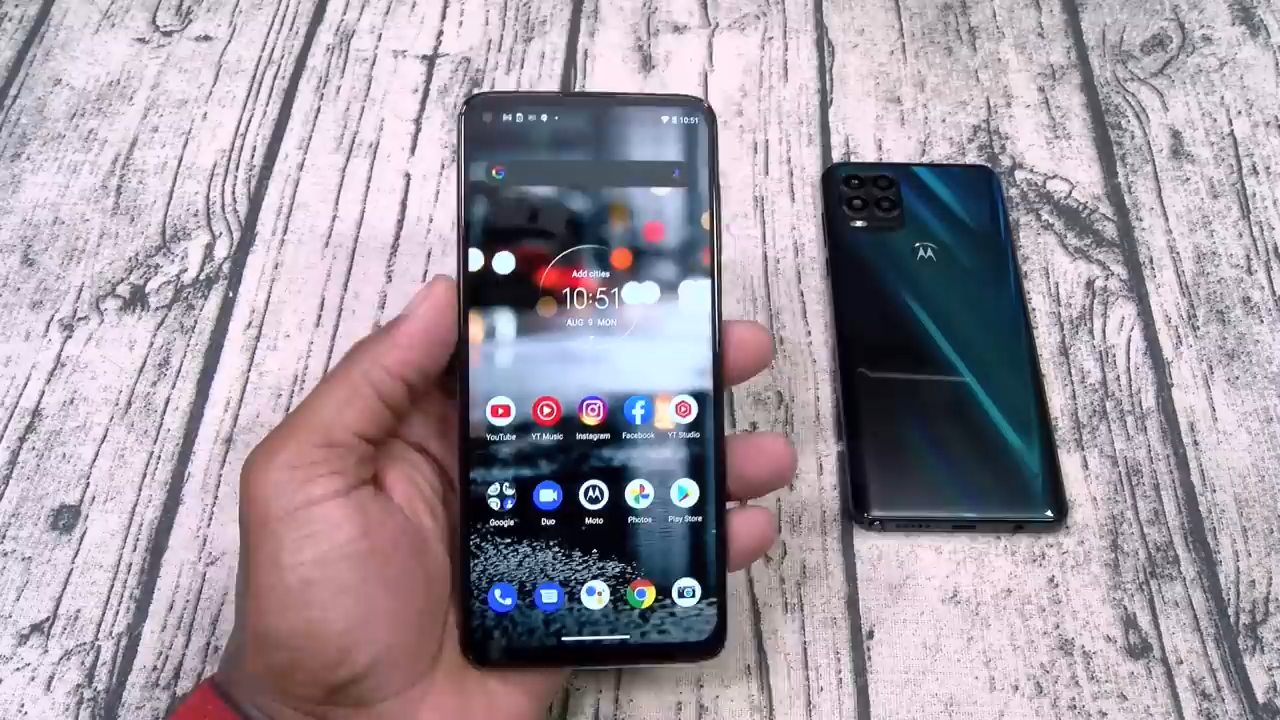 10:51
Add cities
10:51
AUG 9 MON
YouTube
YT Music
Instagram
Facebook
YT Studio
Google
Duo
Moto
Photos
Play Store